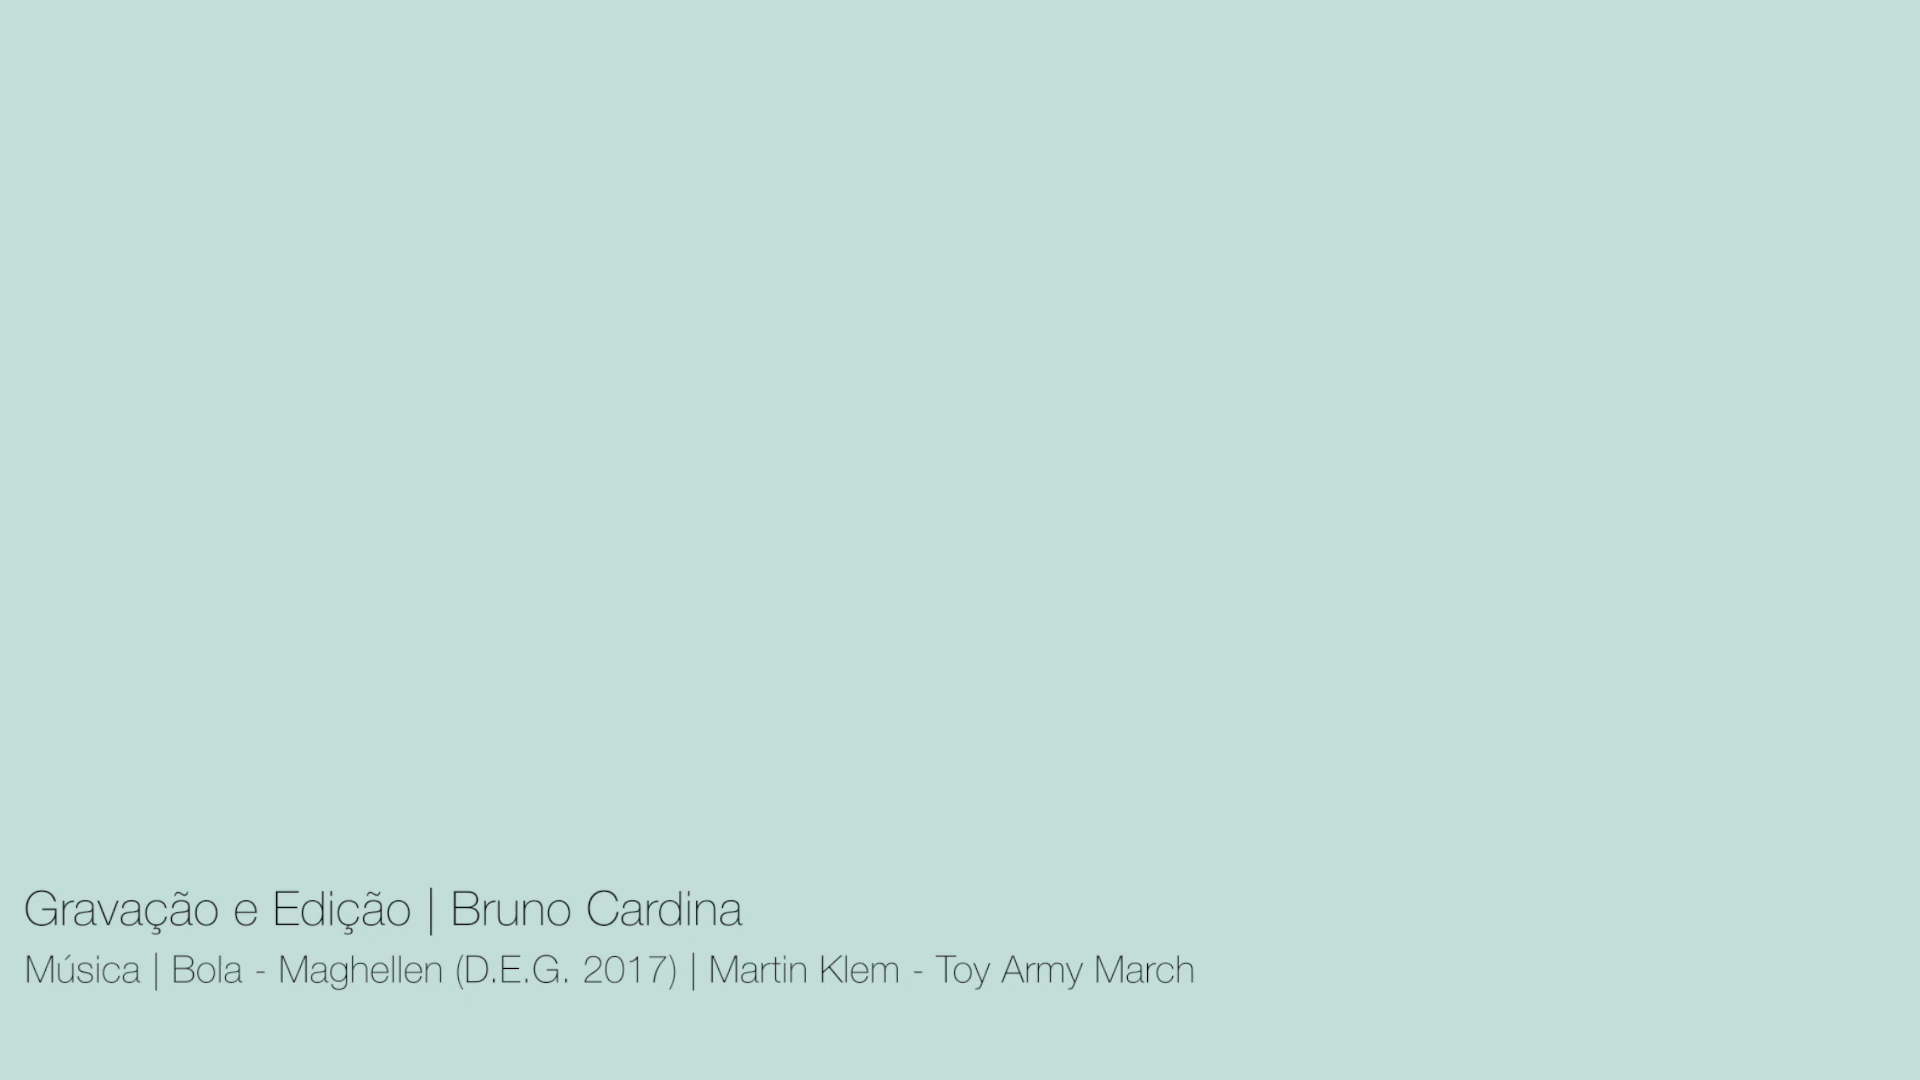 Gravação e Edição | Bruno Cardina
Música | Bola - Maghellen (D.E.G. 2017) | Martin Klem - Toy Army March